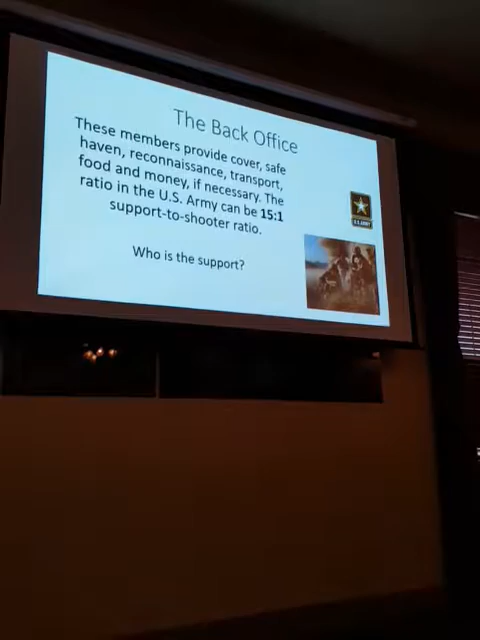 The Back Office
These members provide cover, safe
haven, reconnaissance, transport,
food and money, if necessary. The
ratio in the U.S. Army can be 15:1
support-to-shooter ratio.
Who is the support?
U.S.ARMY